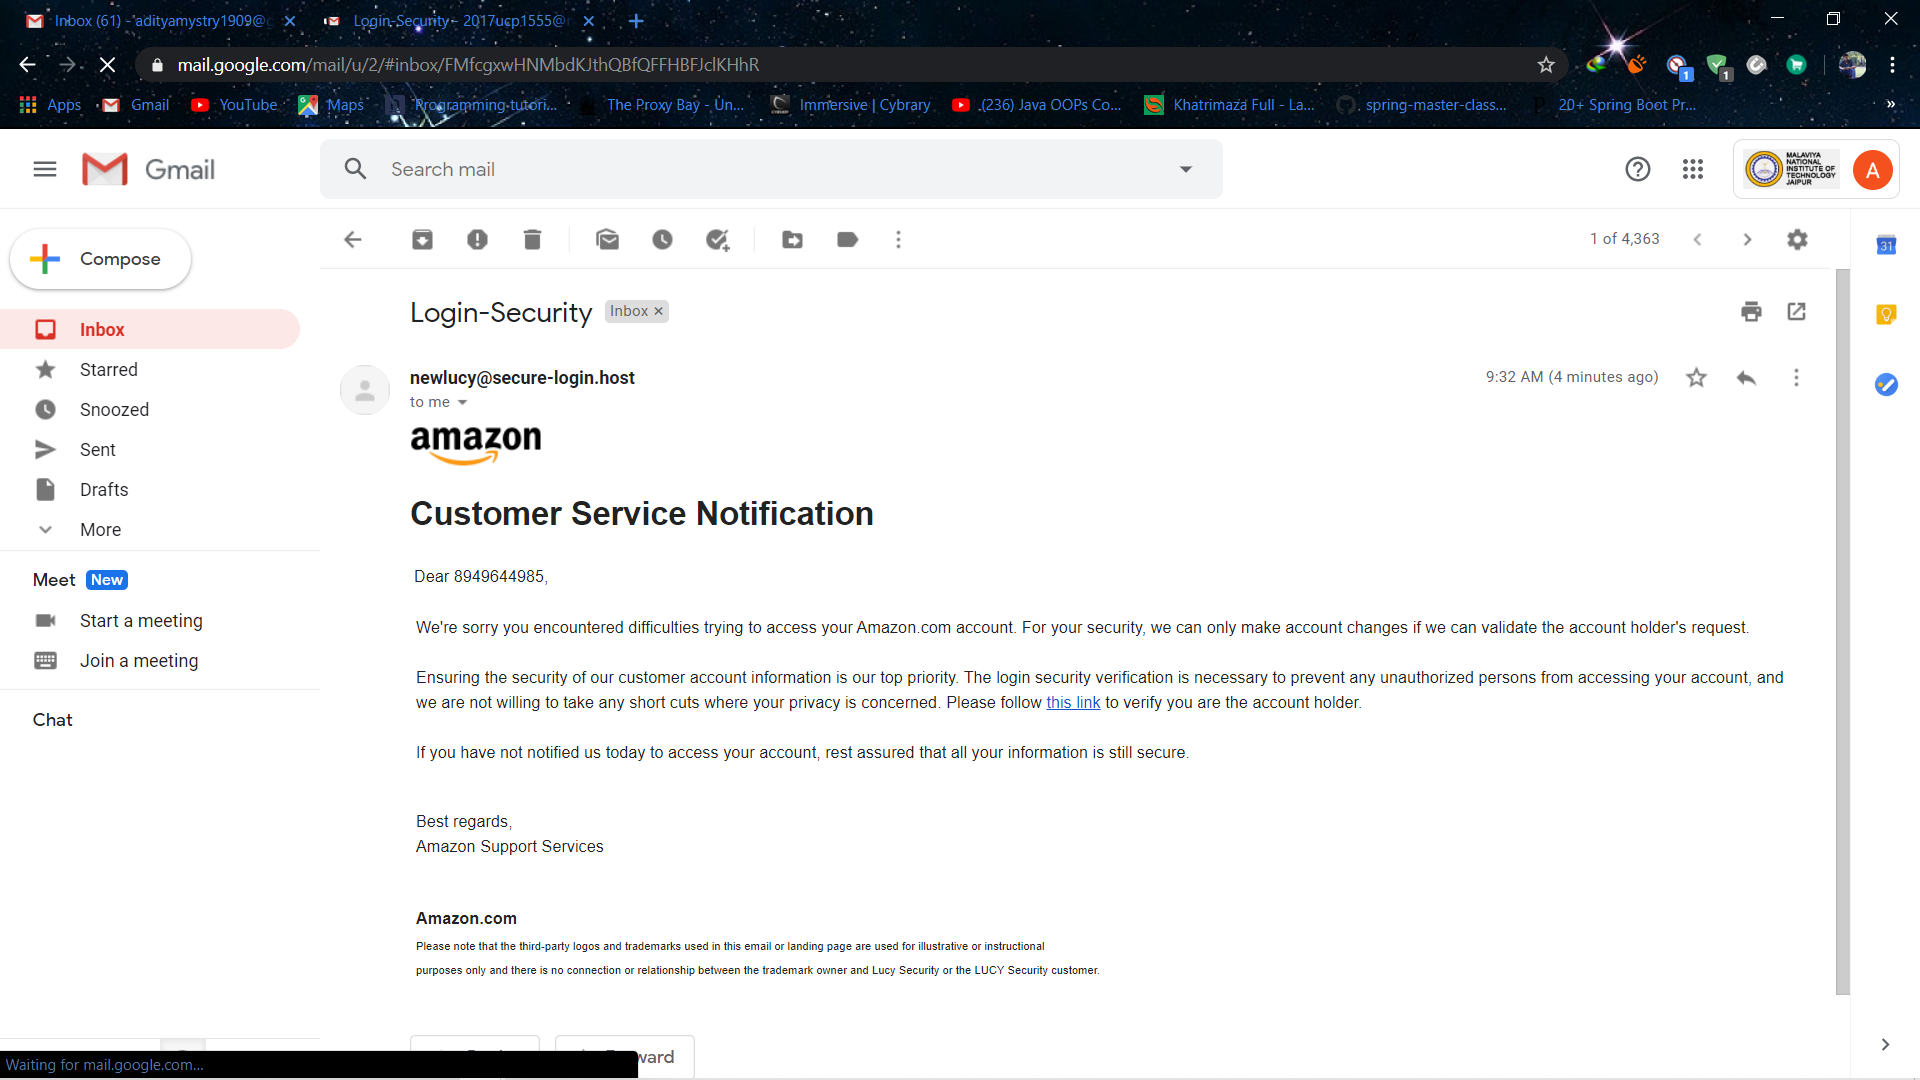 Inbox (61) - adityamystry1909@g
Login-Security - 2017ucp1555@
mail.google.com/mail/u/2/#inbox/FMfcgxwHNMbdKJthQBfQFFHBFJclKHhR
1
1
Apps
Gmail
YouTube
Maps
Programming-tutori...
The Proxy Bay - Un...
Immersive | Cybrary
(236) Java OOPs Co...
Khatrimaza Full - La...
spring-master-class...
20+ Spring Boot Pr...
»
Gmail
Search mail
MALAVIYA
NATIONAL
INSTITUTE OF
TECHNOLOGY
JAIPUR
A
Compose
1 of 4,363
31
Inbox
Starred
Snoozed
Sent
Drafts
More
Meet New
Start a meeting
Join a meeting
Chat
Login-Security
Inbox ×
newlucy@secure-login.host
9:32 AM (4 minutes ago)
to me
amazon
Customer Service Notification
Dear 8949644985,
We're sorry you encountered difficulties trying to access your Amazon.com account. For your security, we can only make account changes if we can validate the account holder's request.
Ensuring the security of our customer account information is our top priority. The login security verification is necessary to prevent any unauthorized persons from accessing your account, and
we are not willing to take any short cuts where your privacy is concerned. Please follow this link to verify you are the account holder.
If you have not notified us today to access your account, rest assured that all your information is still secure.
Best regards,
Amazon Support Services
Amazon.com
Please note that the third-party logos and trademarks used in this email or landing page are used for illustrative or instructional
purposes only and there is no connection or relationship between the trademark owner and Lucy Security or the LUCY Security customer.
Waiting for mail.google.com...